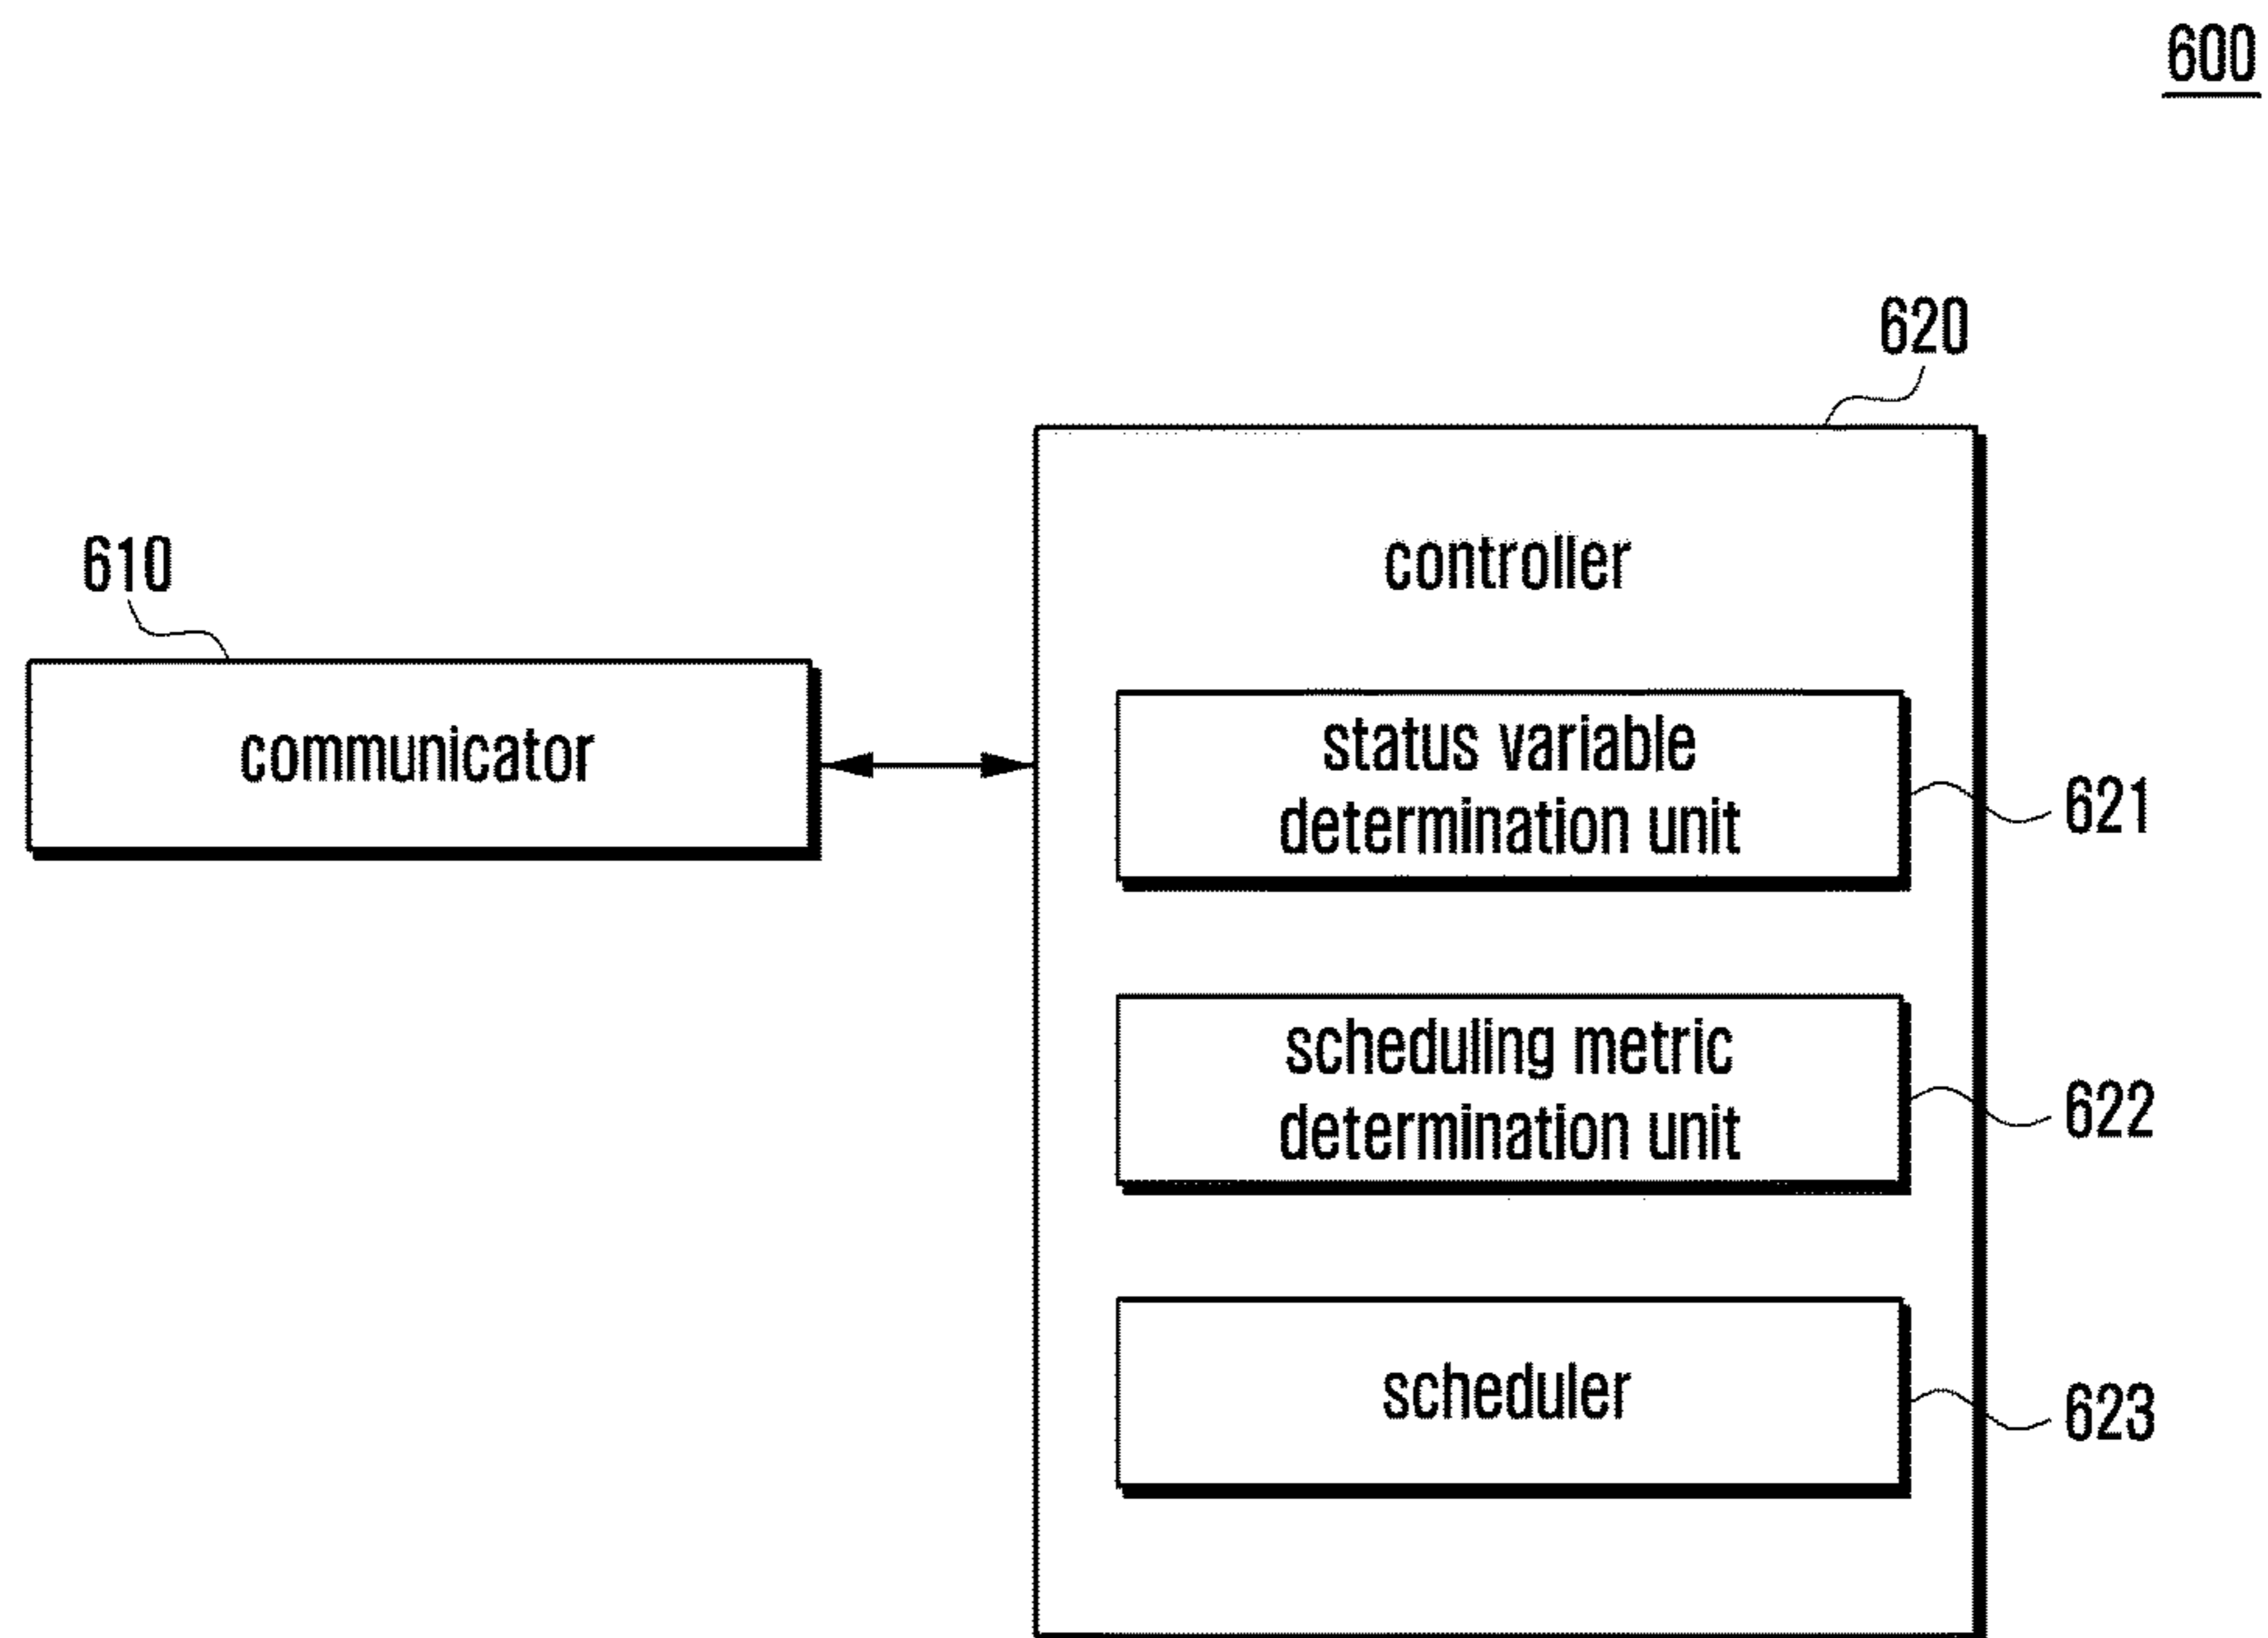 600
620
controller
610
communicator
status variable
determination unit
621
scheduling metric
determination unit
622
scheduler
623